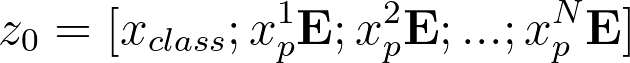 z_0 = [x_{class}; x_p^1 \mathbf{E}; x_p^2 \mathbf{E}; ...; x_p^N \mathbf{E}]